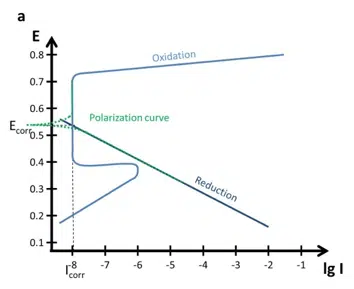 a
E
0.8
Oxidation
0.7
0.6
Polarization curve
Ecorr
0.5
0.4
0.3
Reduction
0.2
0.1
-8 -7 -6 -5 -4 -3 -2 -1 lg I
Icorr